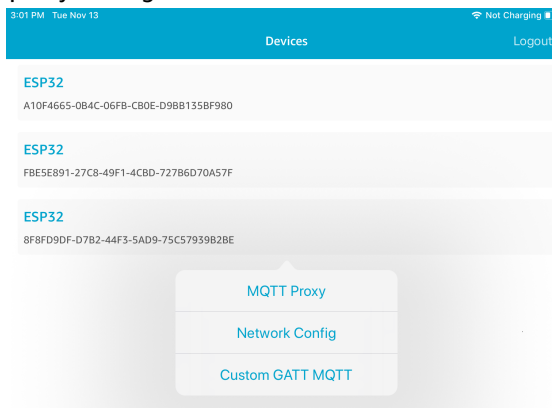 3:01 PM Tue Nov 13 Not Charging
Devices Logout
ESP32
A10F4665-0B4C-06FB-CB0E-D9BB135BF980
ESP32
FBE5E891-27C8-49F1-4CBD-727B6D70A57F
ESP32
8F8FD9DF-D7B2-44F3-5AD9-75C57939B2BE
MQTT Proxy
Network Config
Custom GATT MQTT